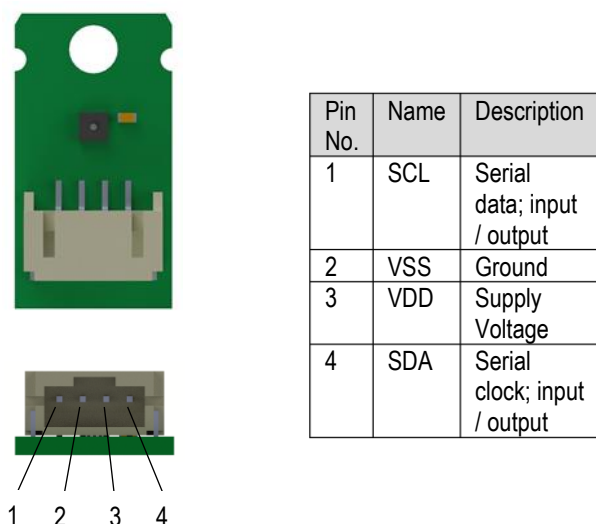 Pin No. Name Description
1 SCL Serial data; input / output
2 VSS Ground
3 VDD Supply Voltage
4 SDA Serial clock; input / output
1 2 3 4